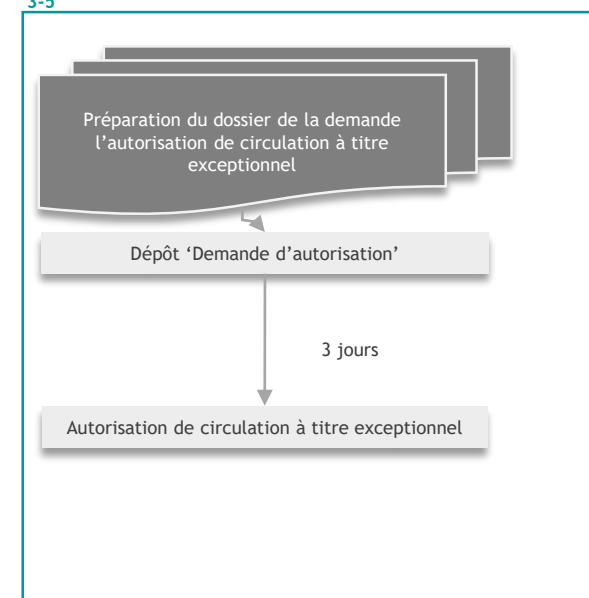 3-5
Préparation du dossier de la demande
l’autorisation de circulation à titre
exceptionnel
Dépôt ‘Demande d’autorisation’
3 jours
Autorisation de circulation à titre exceptionnel